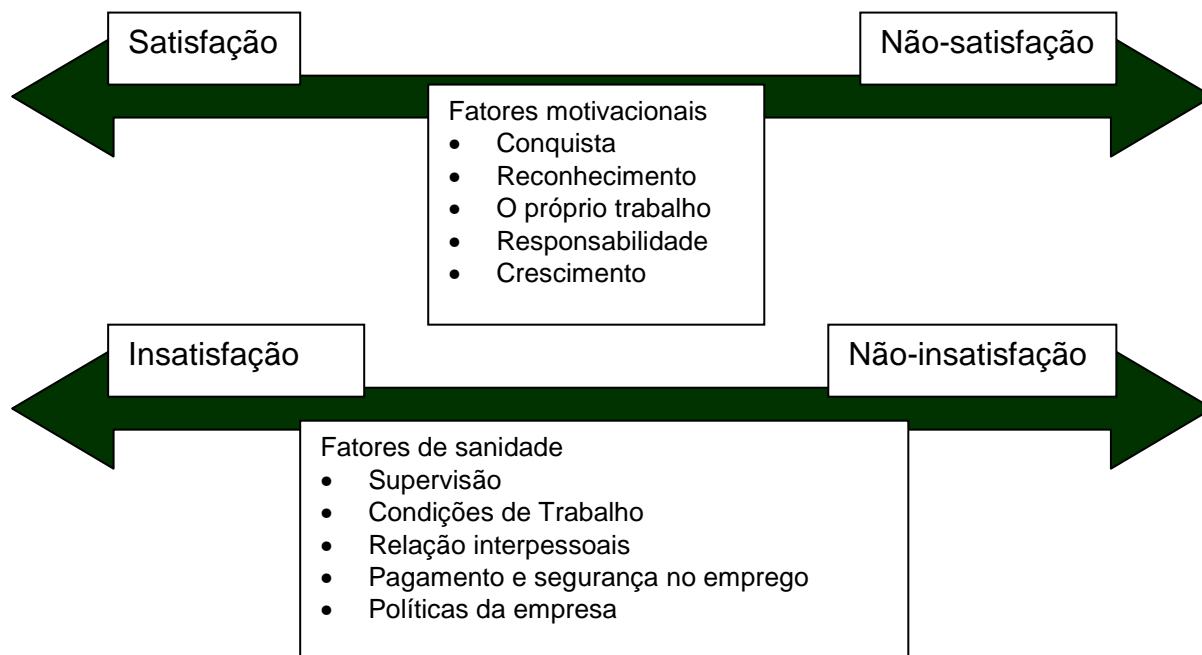 Satisfação
Não-satisfação
Fatores motivacionais
• Conquista
• Reconhecimento
• O próprio trabalho
• Responsabilidade
• Crescimento
Insatisfação
Não-insatisfação
Fatores de sanidade
• Supervisão
• Condições de Trabalho
• Relação interpessoais
• Pagamento e segurança no emprego
• Políticas da empresa